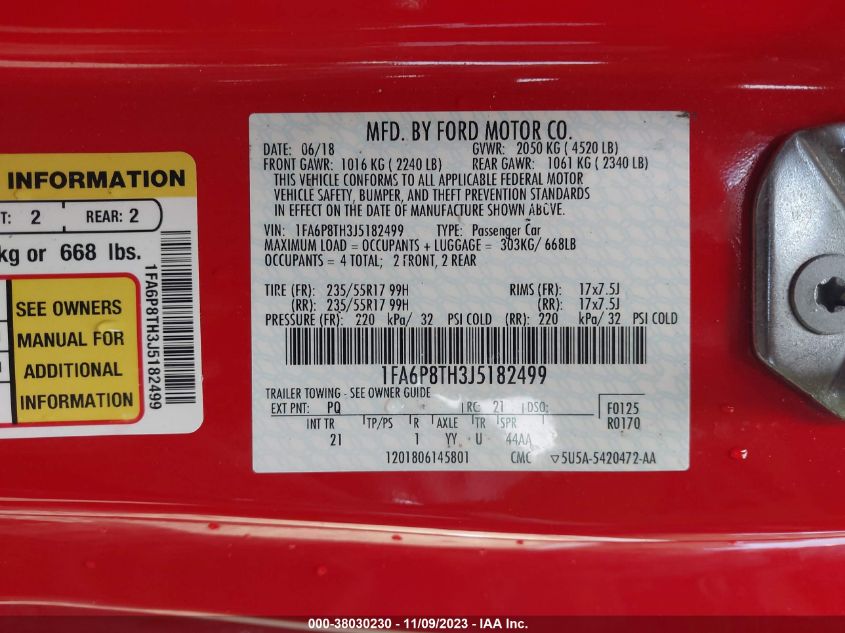 INFORMATION
T: 2 REAR: 2
kg or 668 lbs.
SEE OWNERS
MANUAL FOR
ADDITIONAL
INFORMATION
1FA6P8TH3J5182499
MFD. BY FORD MOTOR CO.
DATE: 06/18 GVWR: 2050 KG ( 4520 LB)
FRONT GAWR: 1016 KG ( 2240 LB) REAR GAWR: 1061 KG ( 2340 LB)
THIS VEHICLE CONFORMS TO ALL APPLICABLE FEDERAL MOTOR
VEHICLE SAFETY, BUMPER, AND THEFT PREVENTION STANDARDS
IN EFFECT ON THE DATE OF MANUFACTURE SHOWN ABOVE.
VIN: 1FA6P8TH3J5182499 TYPE: Passenger Car
MAXIMUM LOAD = OCCUPANTS + LUGGAGE = 303KG/ 668LB
OCCUPANTS = 4 TOTAL; 2 FRONT, 2 REAR
TIRE (FR): 235/55R17 99H RIMS (FR): 17x7.5J
(RR): 235/55R17 99H (RR): 17x7.5J
PRESSURE (FR): 220 kPa/ 32 PSI COLD (RR): 220 kPa/ 32 PSI COLD
1FA6P8TH3J5182499
TRAILER TOWING - SEE OWNER GUIDE
EXT PNT: PQ RC: 21 DSO: F0125
INT TR TP/PS R AXLE TR SPR R0170
21 1 YY U 44AA
1201806145801 CMC ▽5U5A-5420472-AA
000-38030230 - 11/09/2023 - IAA Inc.